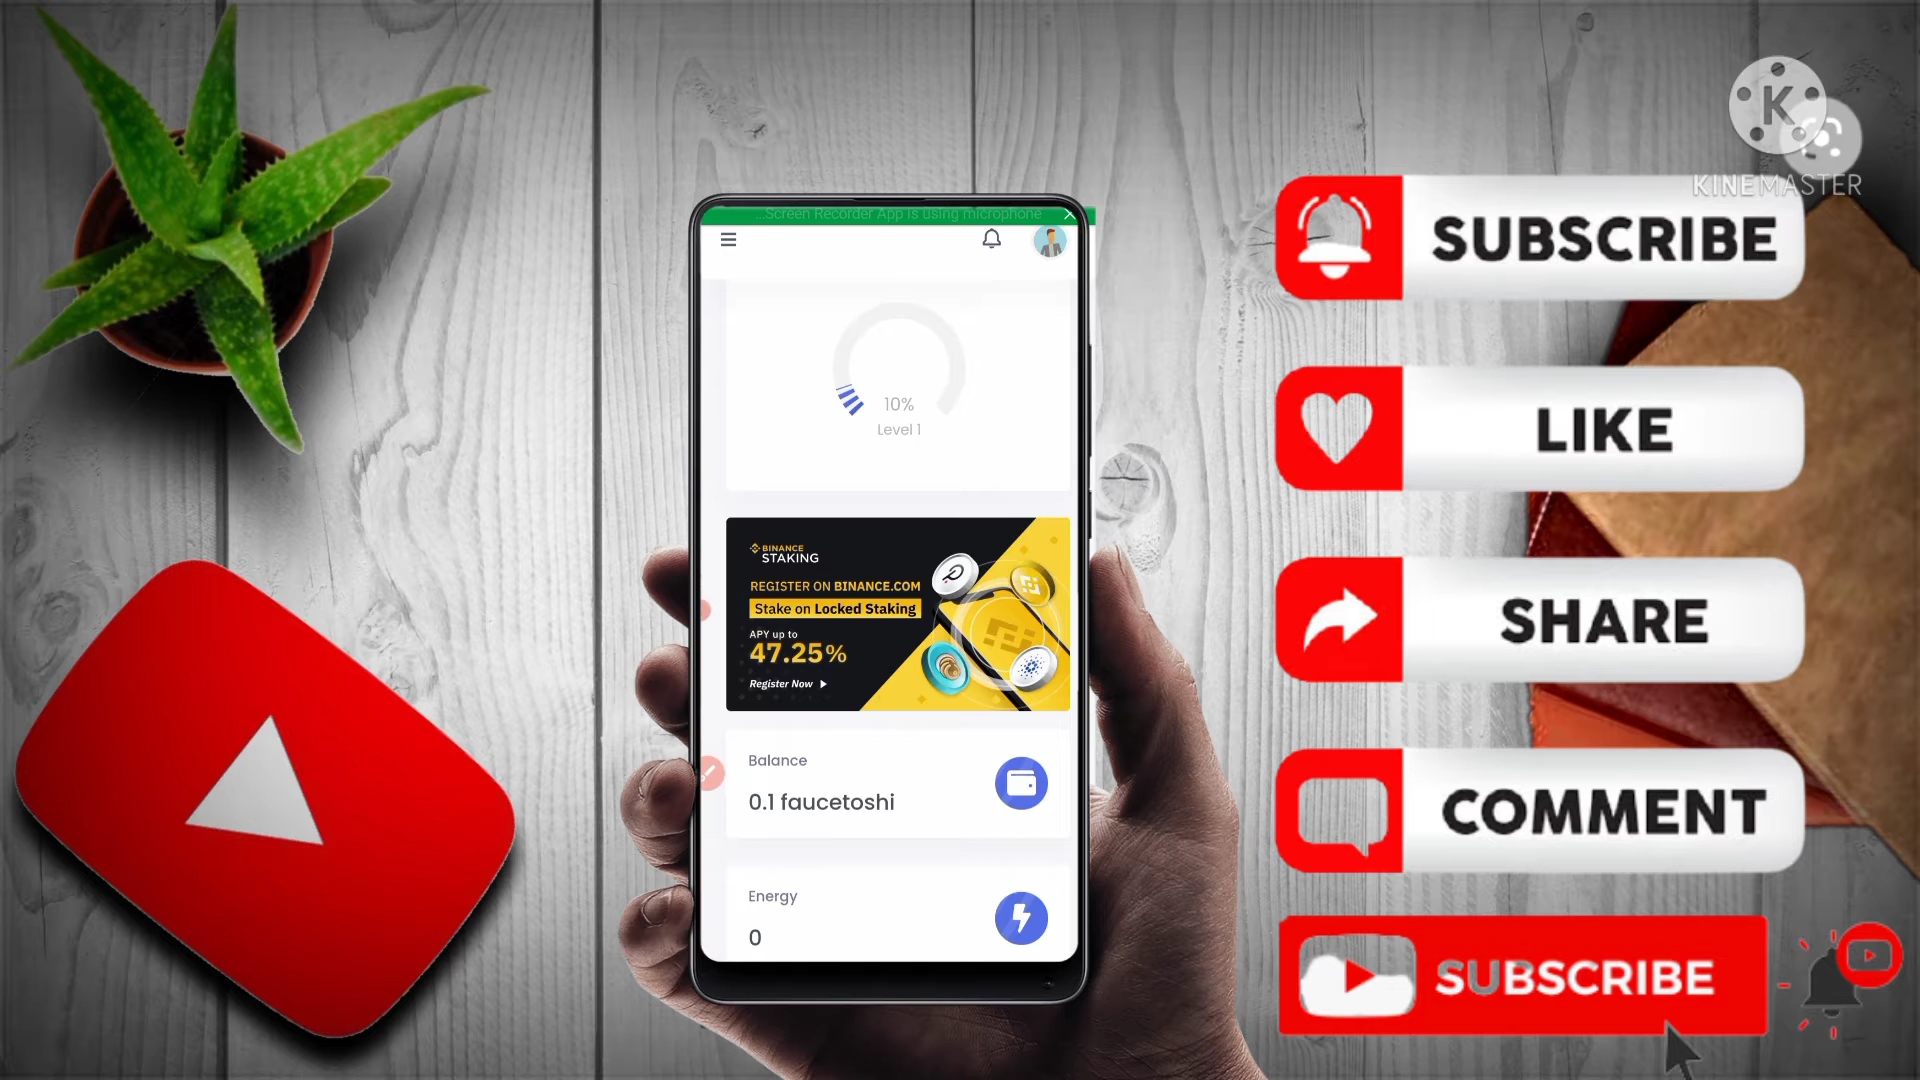 ...Screen Recorder App is using microphone
10%
Level 1
BINANCE
STAKING
REGISTER ON BINANCE.COM
Stake on Locked Staking
APY up to
47.25%
Register Now
Balance
0.1 faucetoshi
Energy
0
K
KINEMASTER
SUBSCRIBE
LIKE
SHARE
COMMENT
SUBSCRIBE